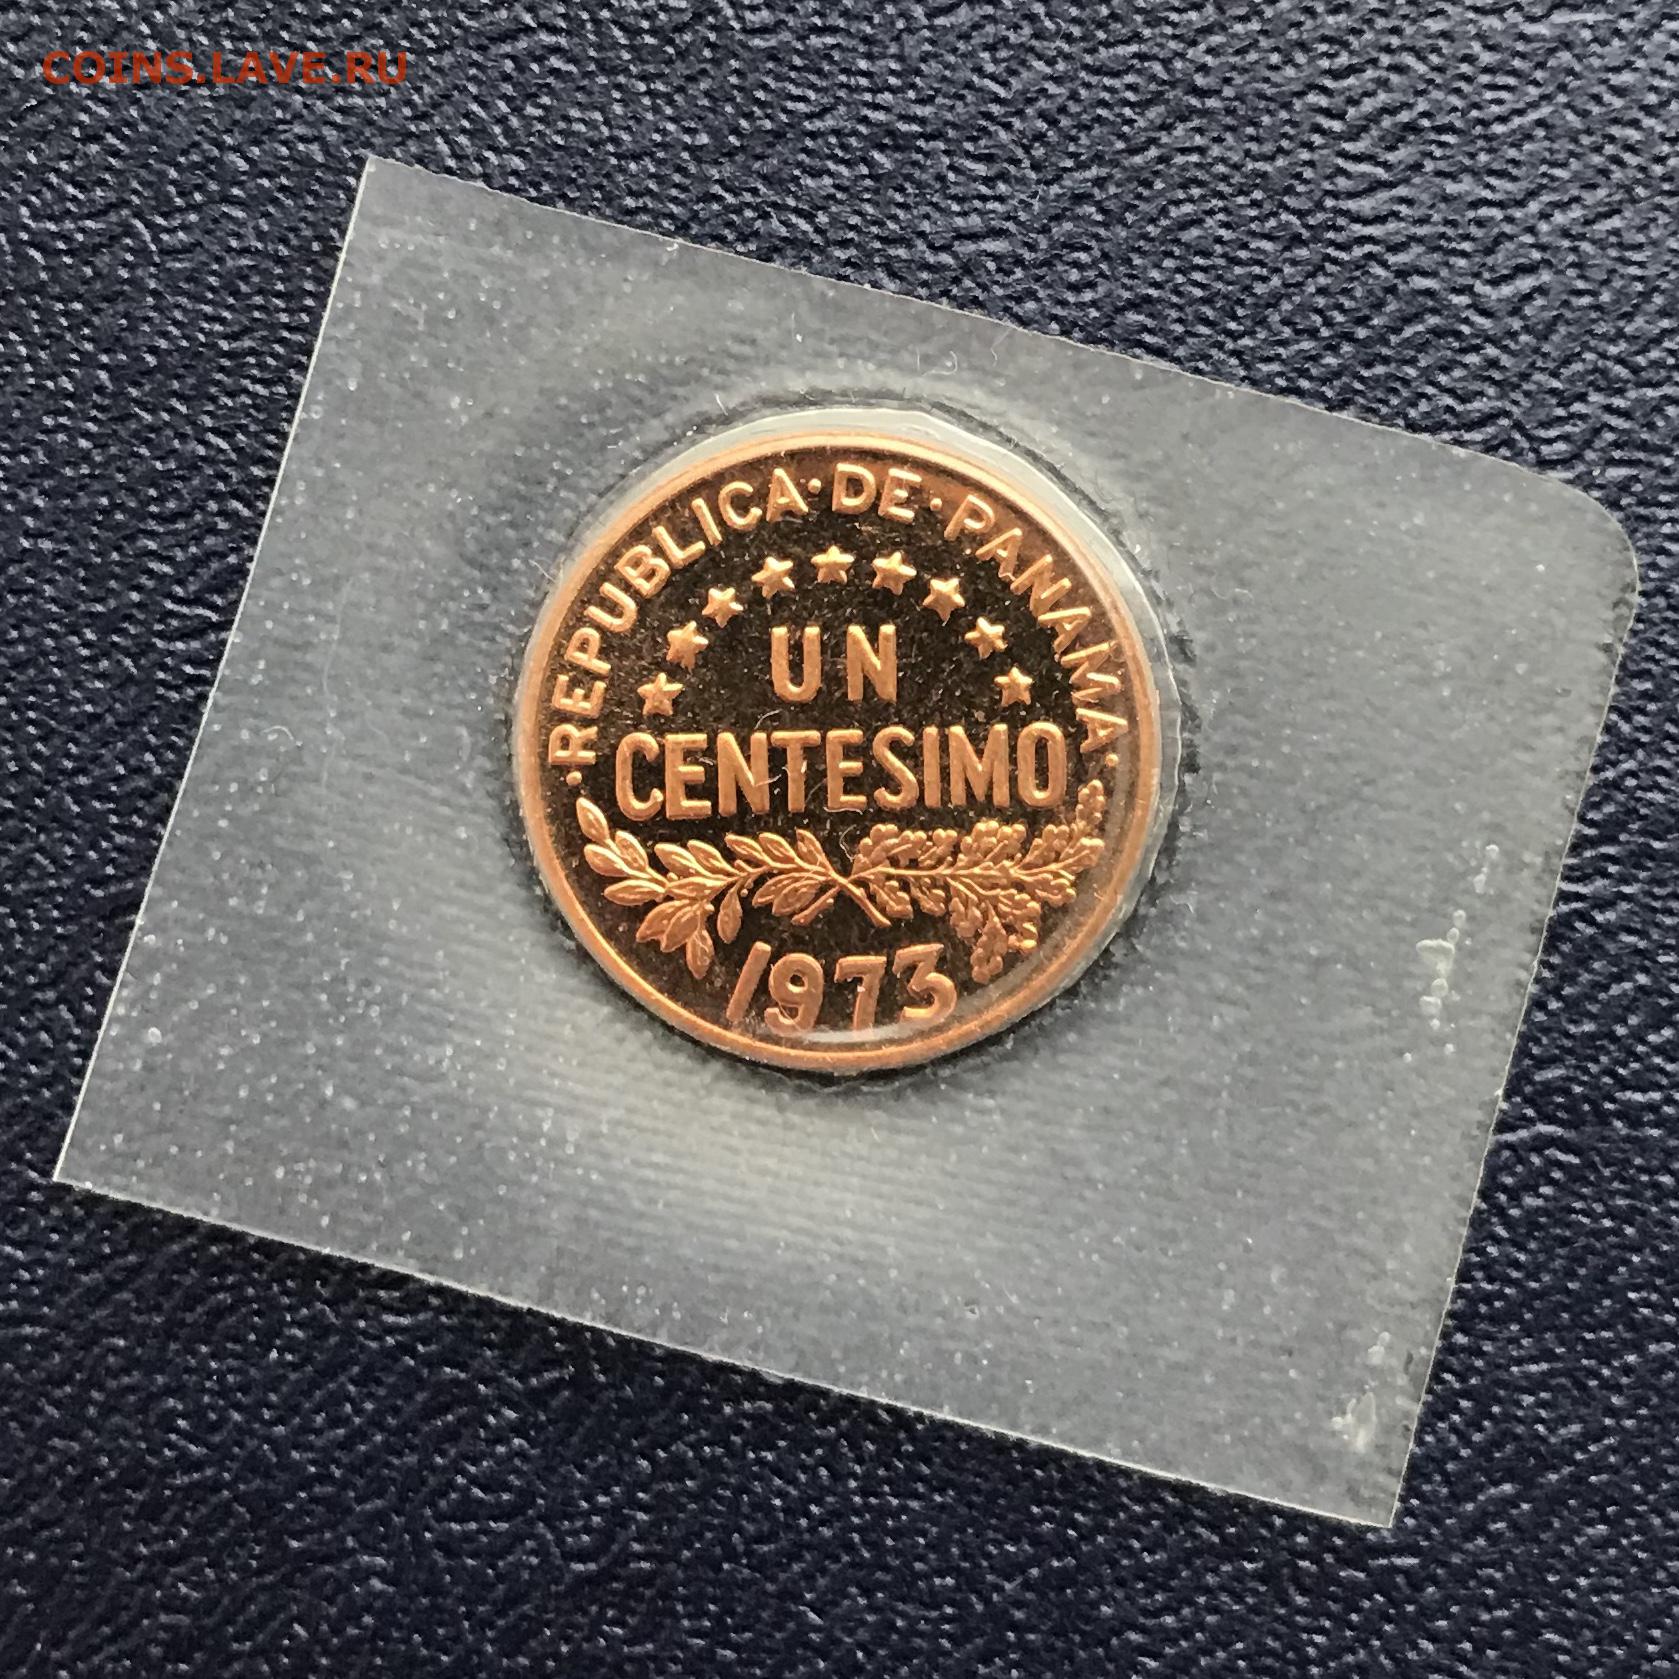 COINS.LAVE.RU
·REPUBLICA·DE·PANAMA·
UN
CENTESIMO
1973